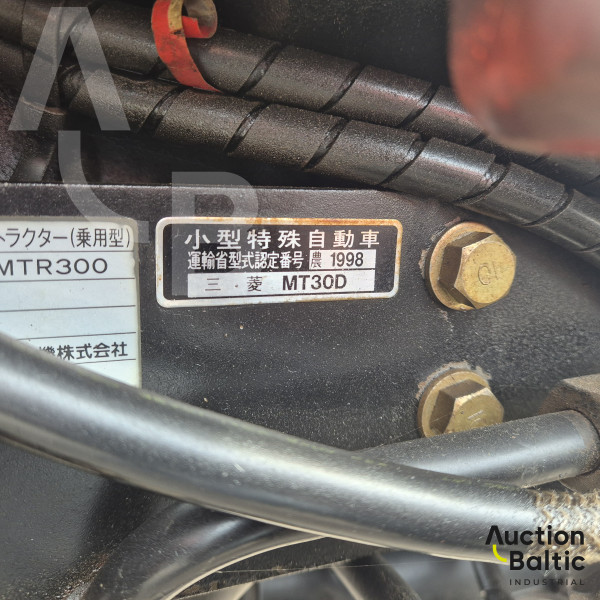 トラクター(乗用型)
MTR300
機株式会社
小型特殊自動車
運輸省型式認定番号 農 1998
三・菱 MT30D
Auction
Baltic
INDUSTRIAL